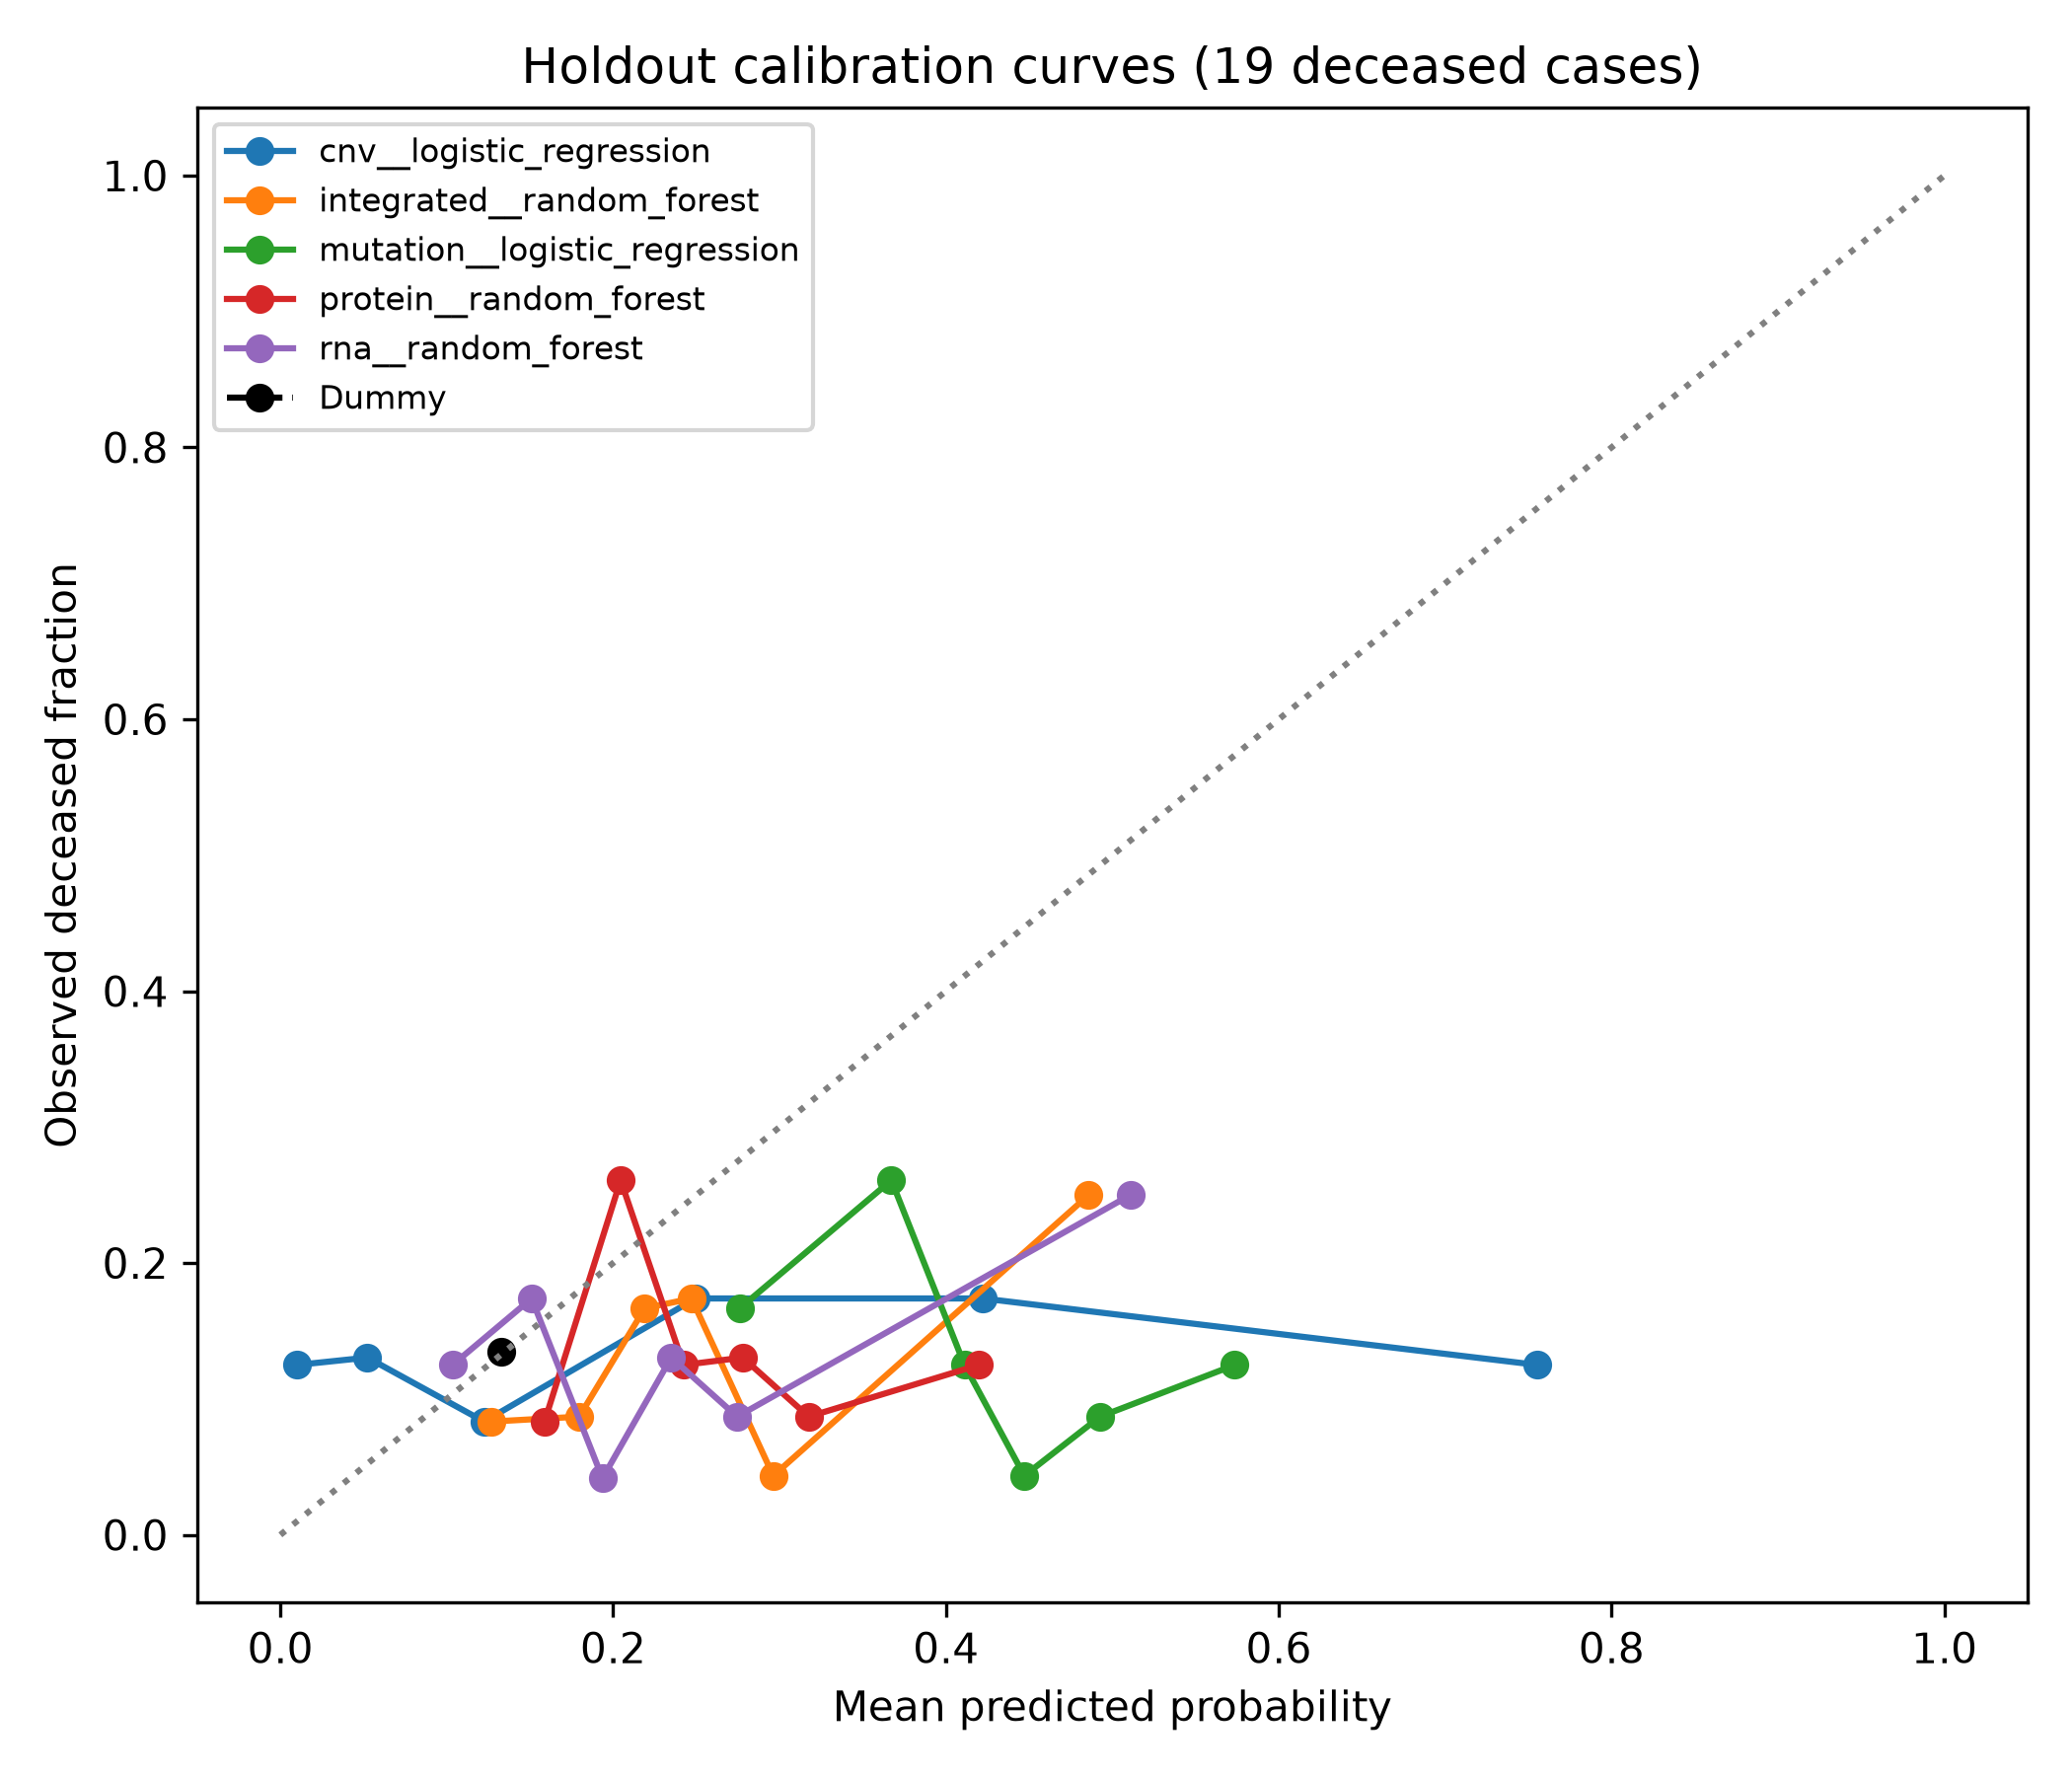 Holdout calibration curves (19 deceased cases)
cnv__logistic_regression
integrated__random_forest
mutation__logistic_regression
protein__random_forest
rna__random_forest
Dummy
Observed deceased fraction
1.0
0.8
0.6
0.4
0.2
0.0
0.0 0.2 0.4 0.6 0.8 1.0
Mean predicted probability